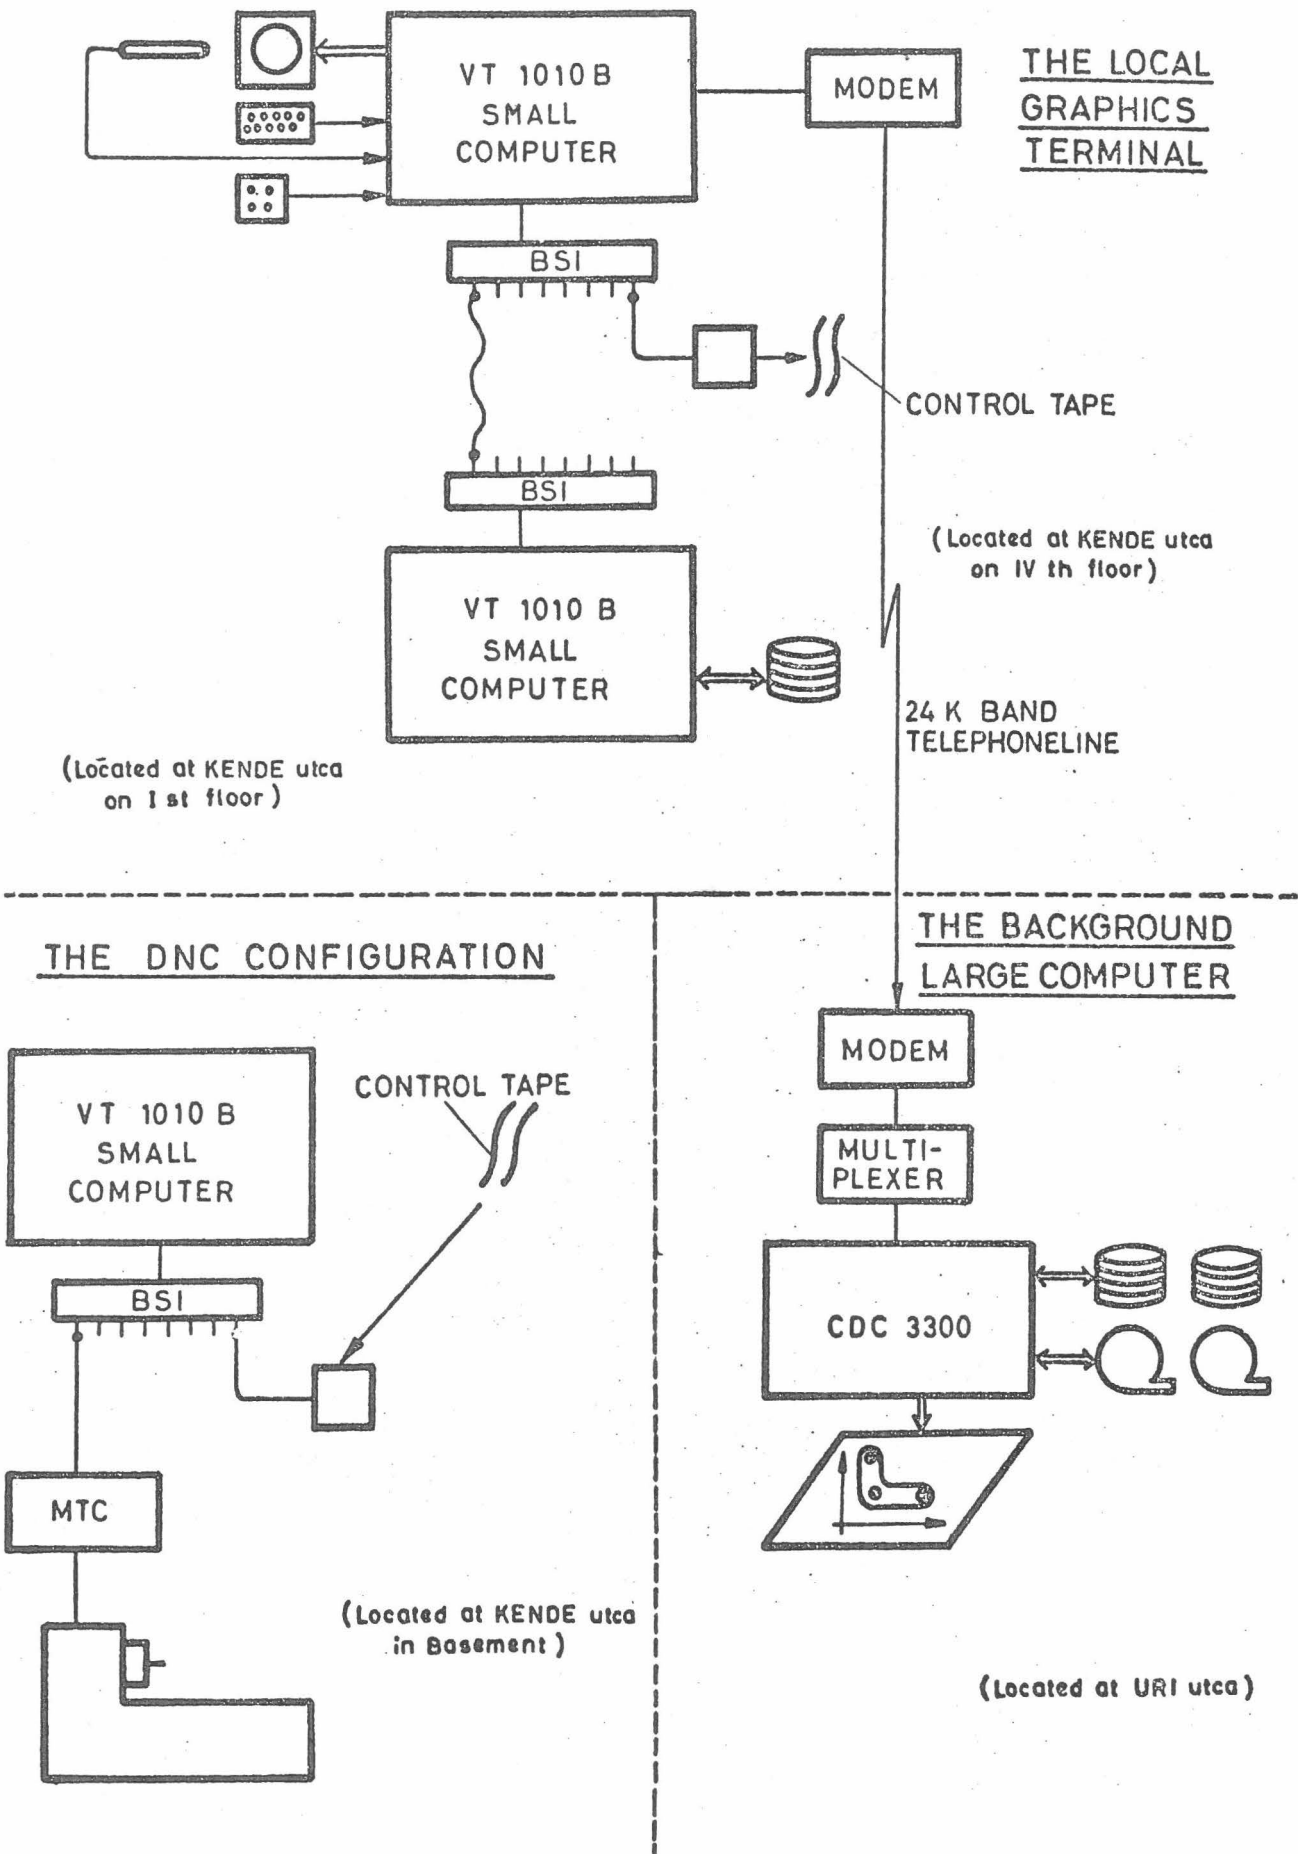 VT 1010 B
SMALL
COMPUTER
MODEM
THE LOCAL
GRAPHICS
TERMINAL
BSI
CONTROL TAPE
BSI
(Located at KENDE utca
on IV th floor)
VT 1010 B
SMALL
COMPUTER
24 K BAND
TELEPHONELINE
(Located at KENDE utca
on I st floor)
THE DNC CONFIGURATION
VT 1010 B
SMALL
COMPUTER
CONTROL TAPE
BSI
MTC
(Located at KENDE utca
in Basement)
THE BACKGROUND
LARGE COMPUTER
MODEM
MULTI-
PLEXER
CDC 3300
(Located at URI utca)